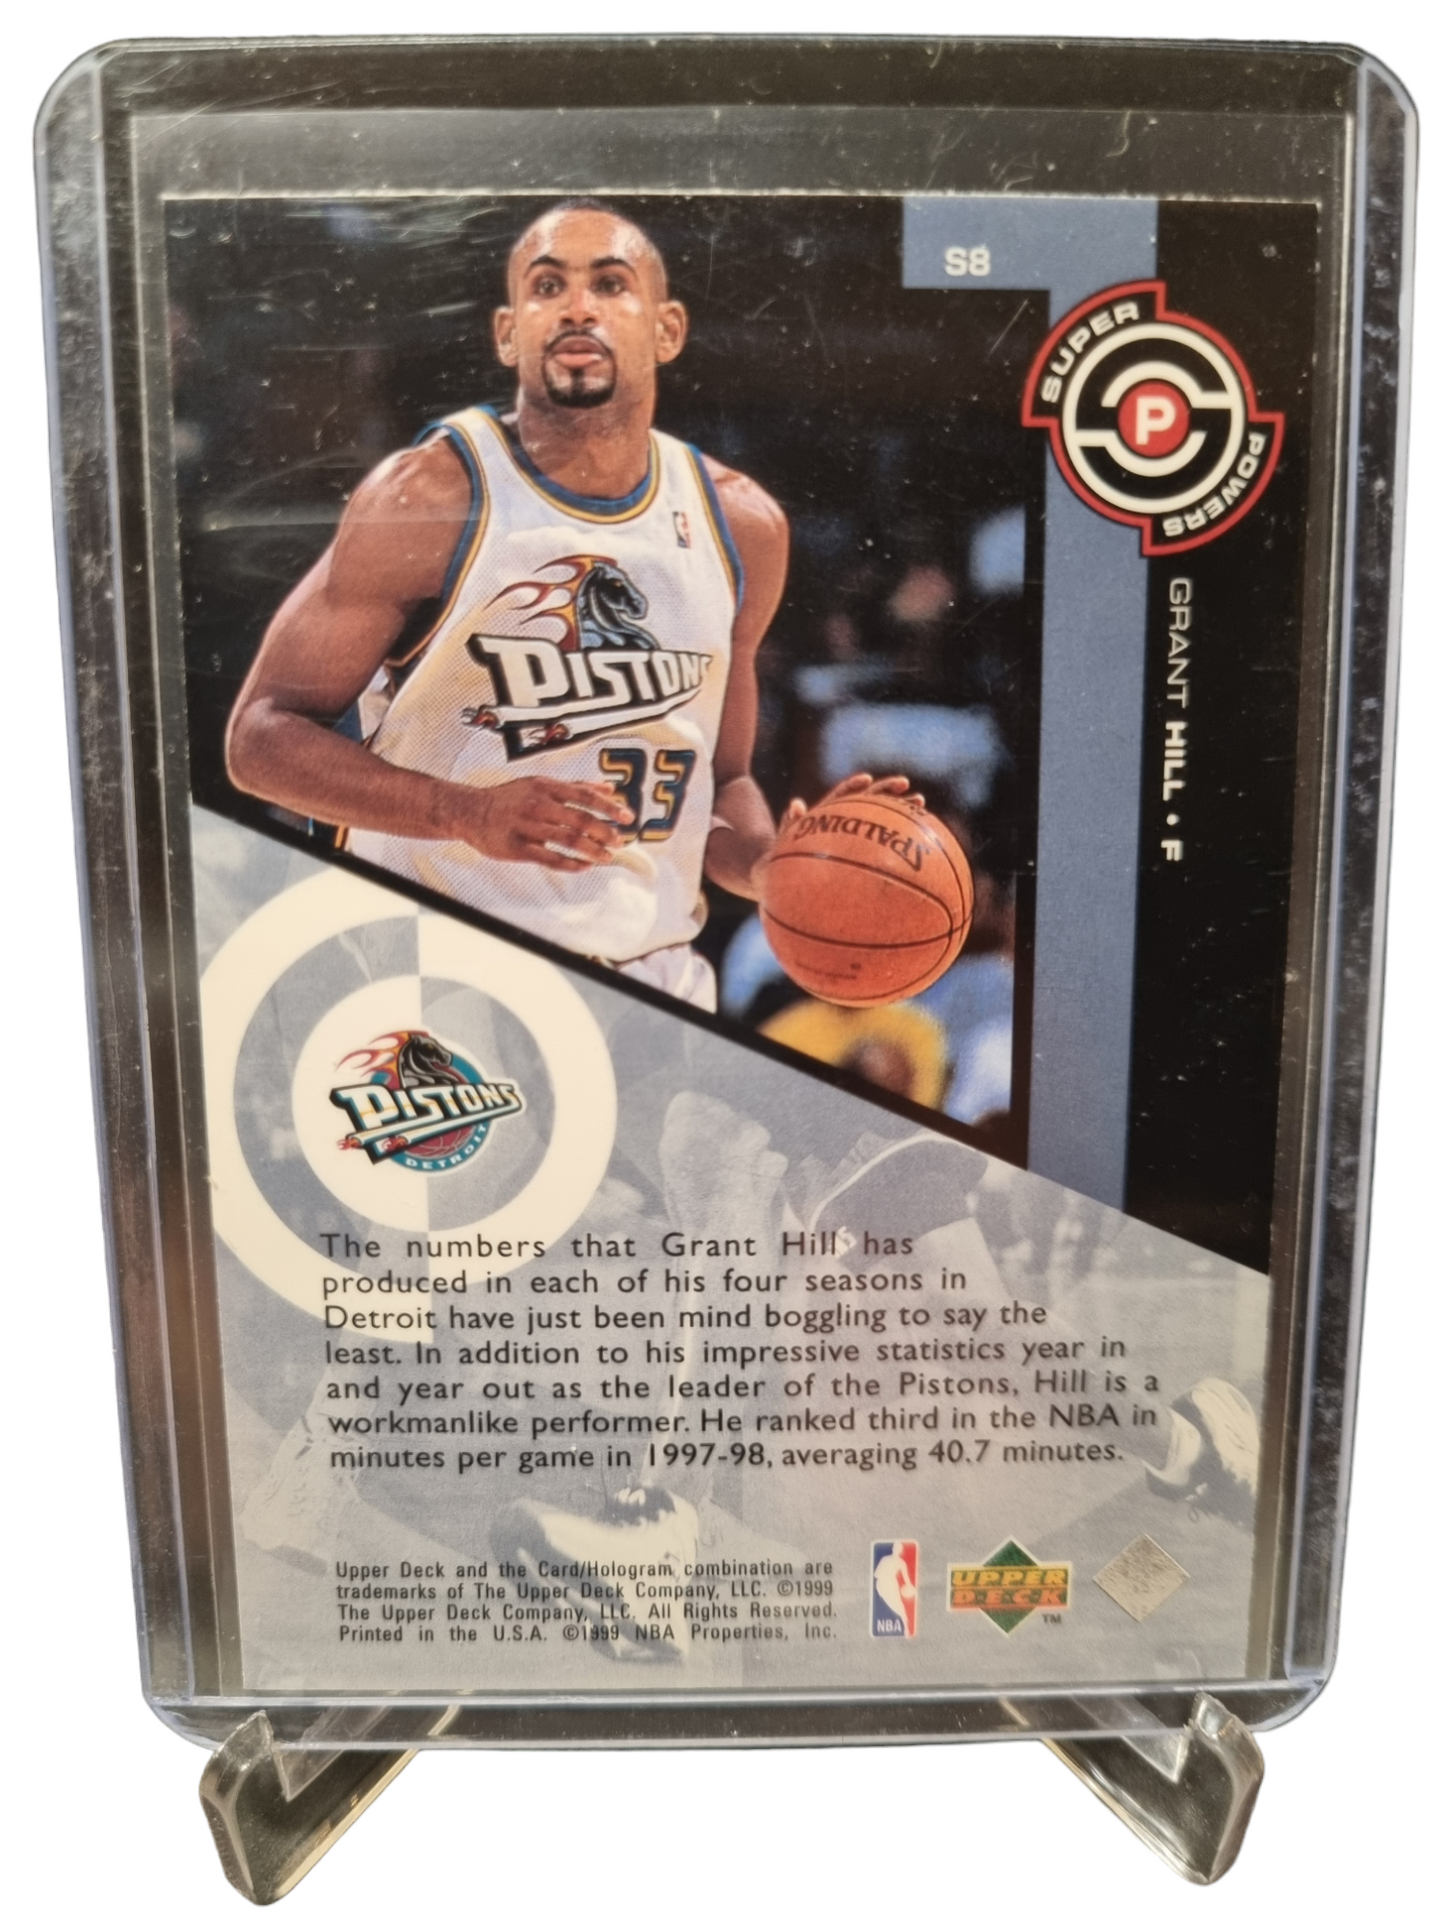 S8
SUPER
P
POWERS
GRANT HILL • F
PISTONS
33
SPALDING
PISTONS
DETROIT
The numbers that Grant Hill has
produced in each of his four seasons in
Detroit have just been mind boggling to say the
least. In addition to his impressive statistics year in
and year out as the leader of the Pistons, Hill is a
workmanlike performer. He ranked third in the NBA in
minutes per game in 1997-98, averaging 40.7 minutes.
Upper Deck and the Card/Hologram combination are
trademarks of The Upper Deck Company, LLC. ©1999
The Upper Deck Company, LLC. All Rights Reserved.
Printed in the U.S.A. ©1999 NBA Properties, Inc.
NBA
UPPER
DECK
TM